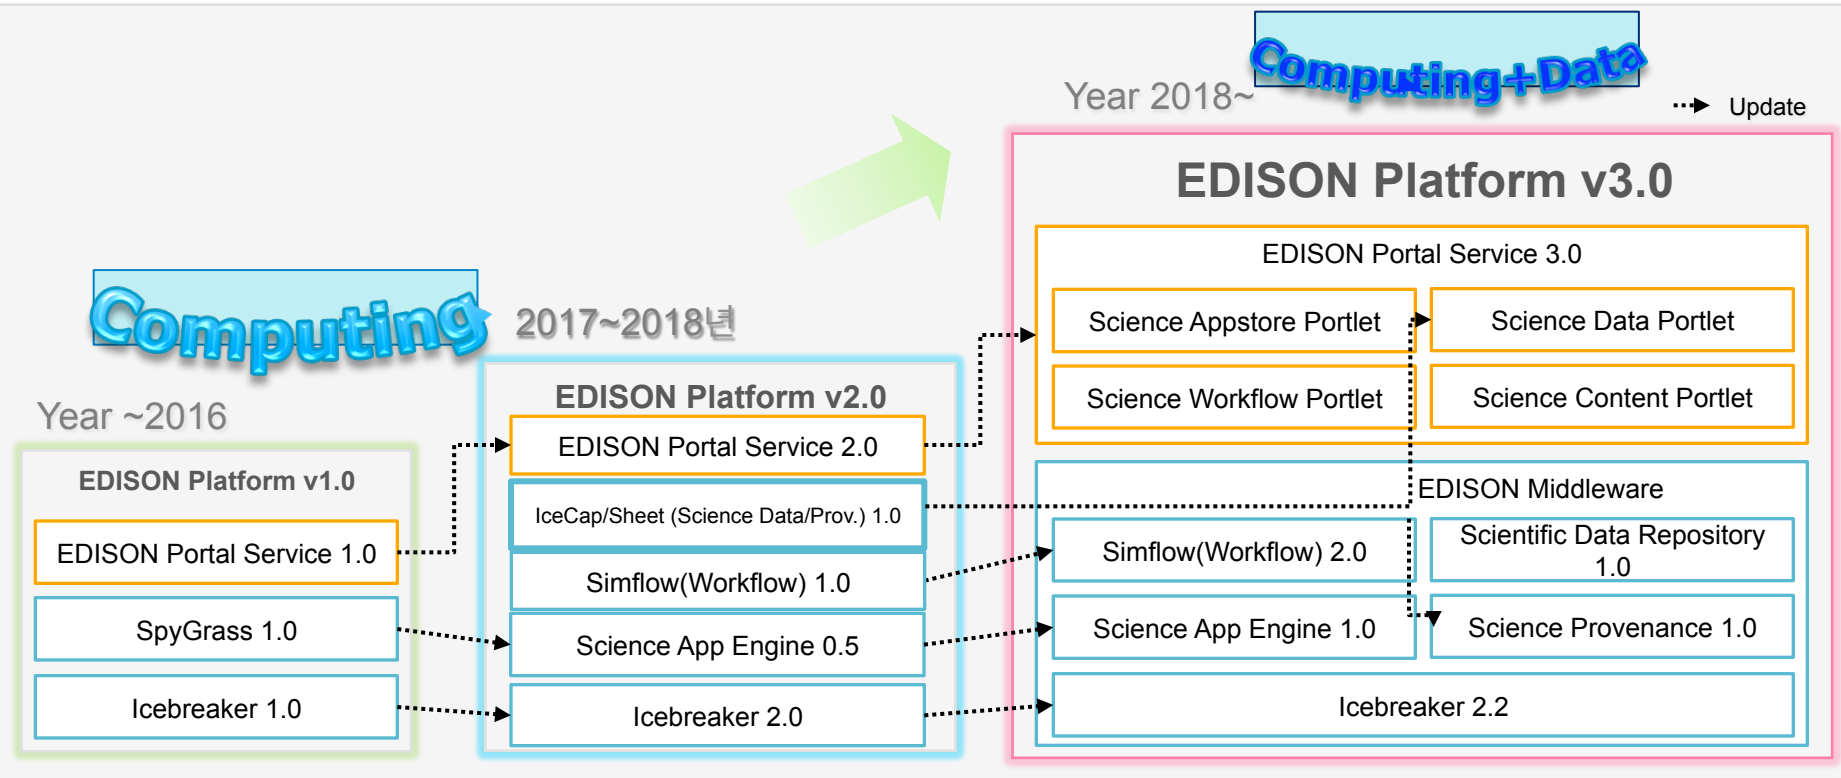 Computing+Data
Year 2018~
Update
EDISON Platform v3.0
EDISON Portal Service 3.0
Science Appstore Portlet
Science Data Portlet
Science Workflow Portlet
Science Content Portlet
EDISON Middleware
Simflow(Workflow) 2.0
Scientific Data Repository
1.0
Science App Engine 1.0
Science Provenance 1.0
Icebreaker 2.2
Computing
2017~2018년
EDISON Platform v2.0
EDISON Portal Service 2.0
IceCap/Sheet (Science Data/Prov.) 1.0
Simflow(Workflow) 1.0
Science App Engine 0.5
Icebreaker 2.0
Year ~2016
EDISON Platform v1.0
EDISON Portal Service 1.0
SpyGrass 1.0
Icebreaker 1.0